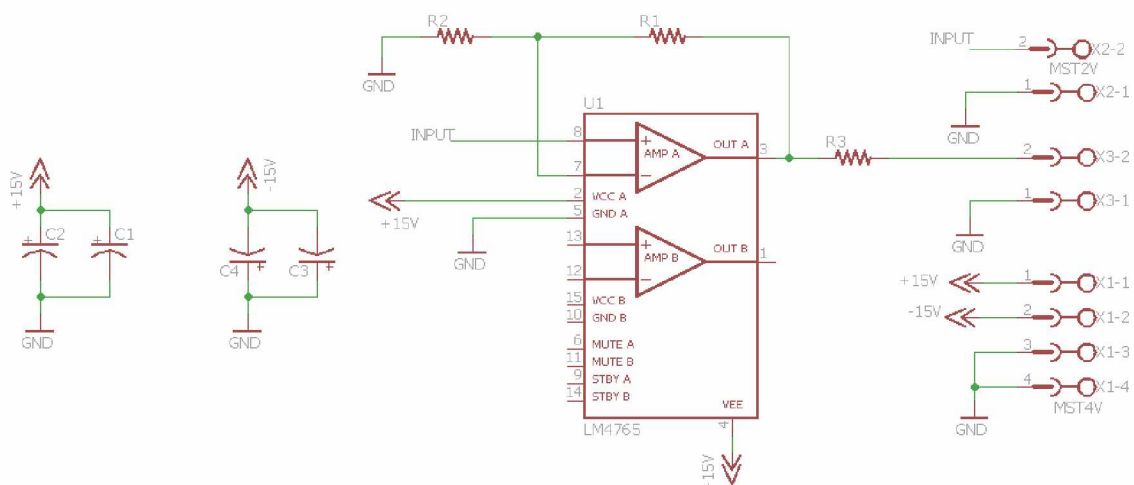 R2
R1
GND
INPUT
2
X2-2
MST2V
1
X2-1
GND
U1
INPUT
8
+
AMP A
OUT A
3
R3
2
X3-2
7
-
+15V
-15V
2
VCC A
+15V
5
GND A
1
X3-1
GND
GND
+
C2
+
C1
C4
+
C3
+
13
+
AMP B
OUT B
1
12
-
+15V
1
X1-1
15
VCC B
10
GND B
-15V
2
X1-2
GND
GND
6
MUTE A
11
MUTE B
3
X1-3
9
STBY A
14
STBY B
4
X1-4
MST4V
VEE
GND
4
LM4765
-15V